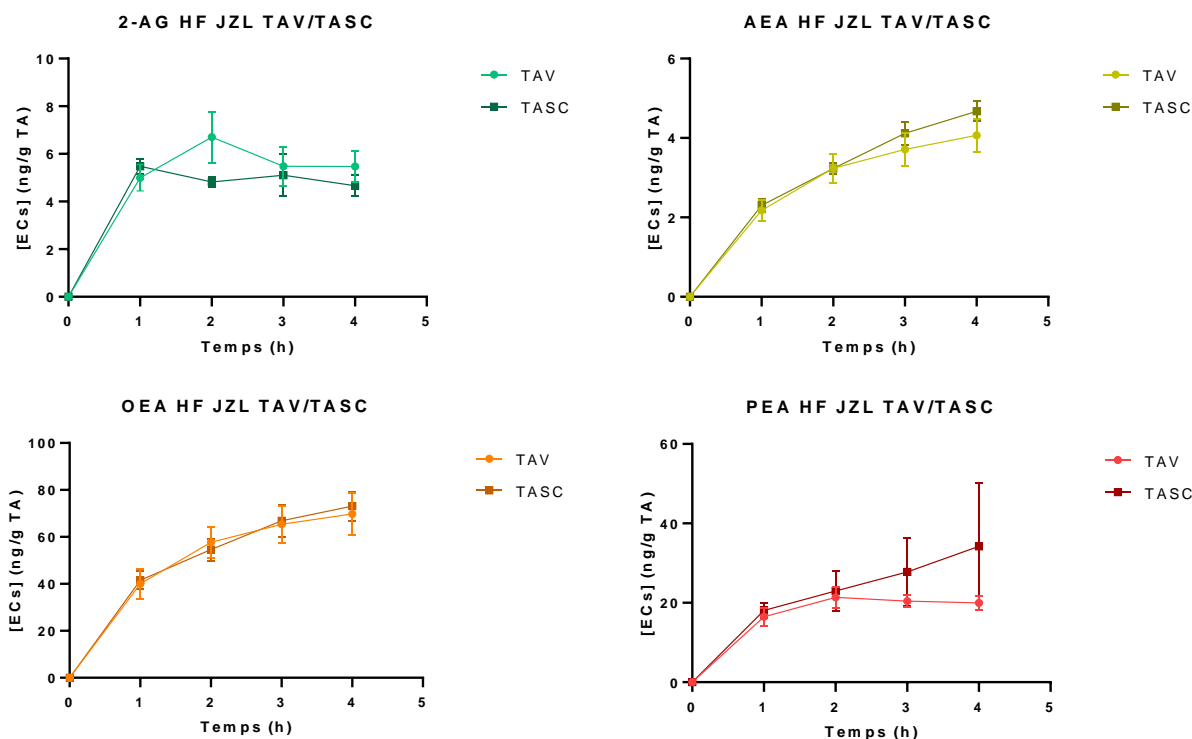 2-AG HF JZL TAV/TASC
[ECs] (ng/g TA)
10
8
6
4
2
0
0 1 2 3 4 5
Temps (h)
TAV
TASC
AEA HF JZL TAV/TASC
[ECs] (ng/g TA)
6
4
2
0
0 1 2 3 4 5
Temps (h)
TAV
TASC
OEA HF JZL TAV/TASC
[ECs] (ng/g TA)
100
80
60
40
20
0
0 1 2 3 4 5
Temps (h)
TAV
TASC
PEA HF JZL TAV/TASC
[ECs] (ng/g TA)
60
40
20
0
0 1 2 3 4 5
Temps (h)
TAV
TASC